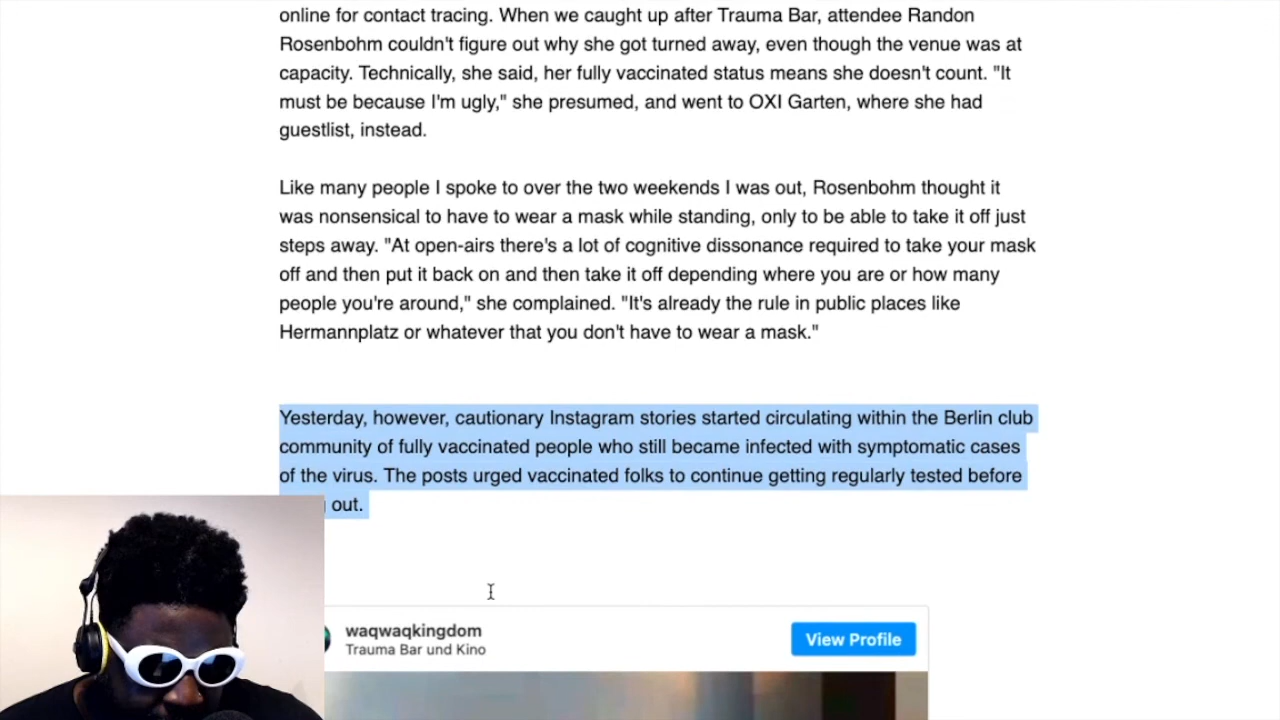 online for contact tracing. When we caught up after Trauma Bar, attendee Randon
Rosenbohm couldn't figure out why she got turned away, even though the venue was at
capacity. Technically, she said, her fully vaccinated status means she doesn't count. "It
must be because I'm ugly," she presumed, and went to OXI Garten, where she had
guestlist, instead.
Like many people I spoke to over the two weekends I was out, Rosenbohm thought it
was nonsensical to have to wear a mask while standing, only to be able to take it off just
steps away. "At open-airs there's a lot of cognitive dissonance required to take your mask
off and then put it back on and then take it off depending where you are or how many
people you're around," she complained. "It's already the rule in public places like
Hermannplatz or whatever that you don't have to wear a mask."
Yesterday, however, cautionary Instagram stories started circulating within the Berlin club
community of fully vaccinated people who still became infected with symptomatic cases
of the virus. The posts urged vaccinated folks to continue getting regularly tested before
out.
waqwaqkingdom
Trauma Bar und Kino
View Profile